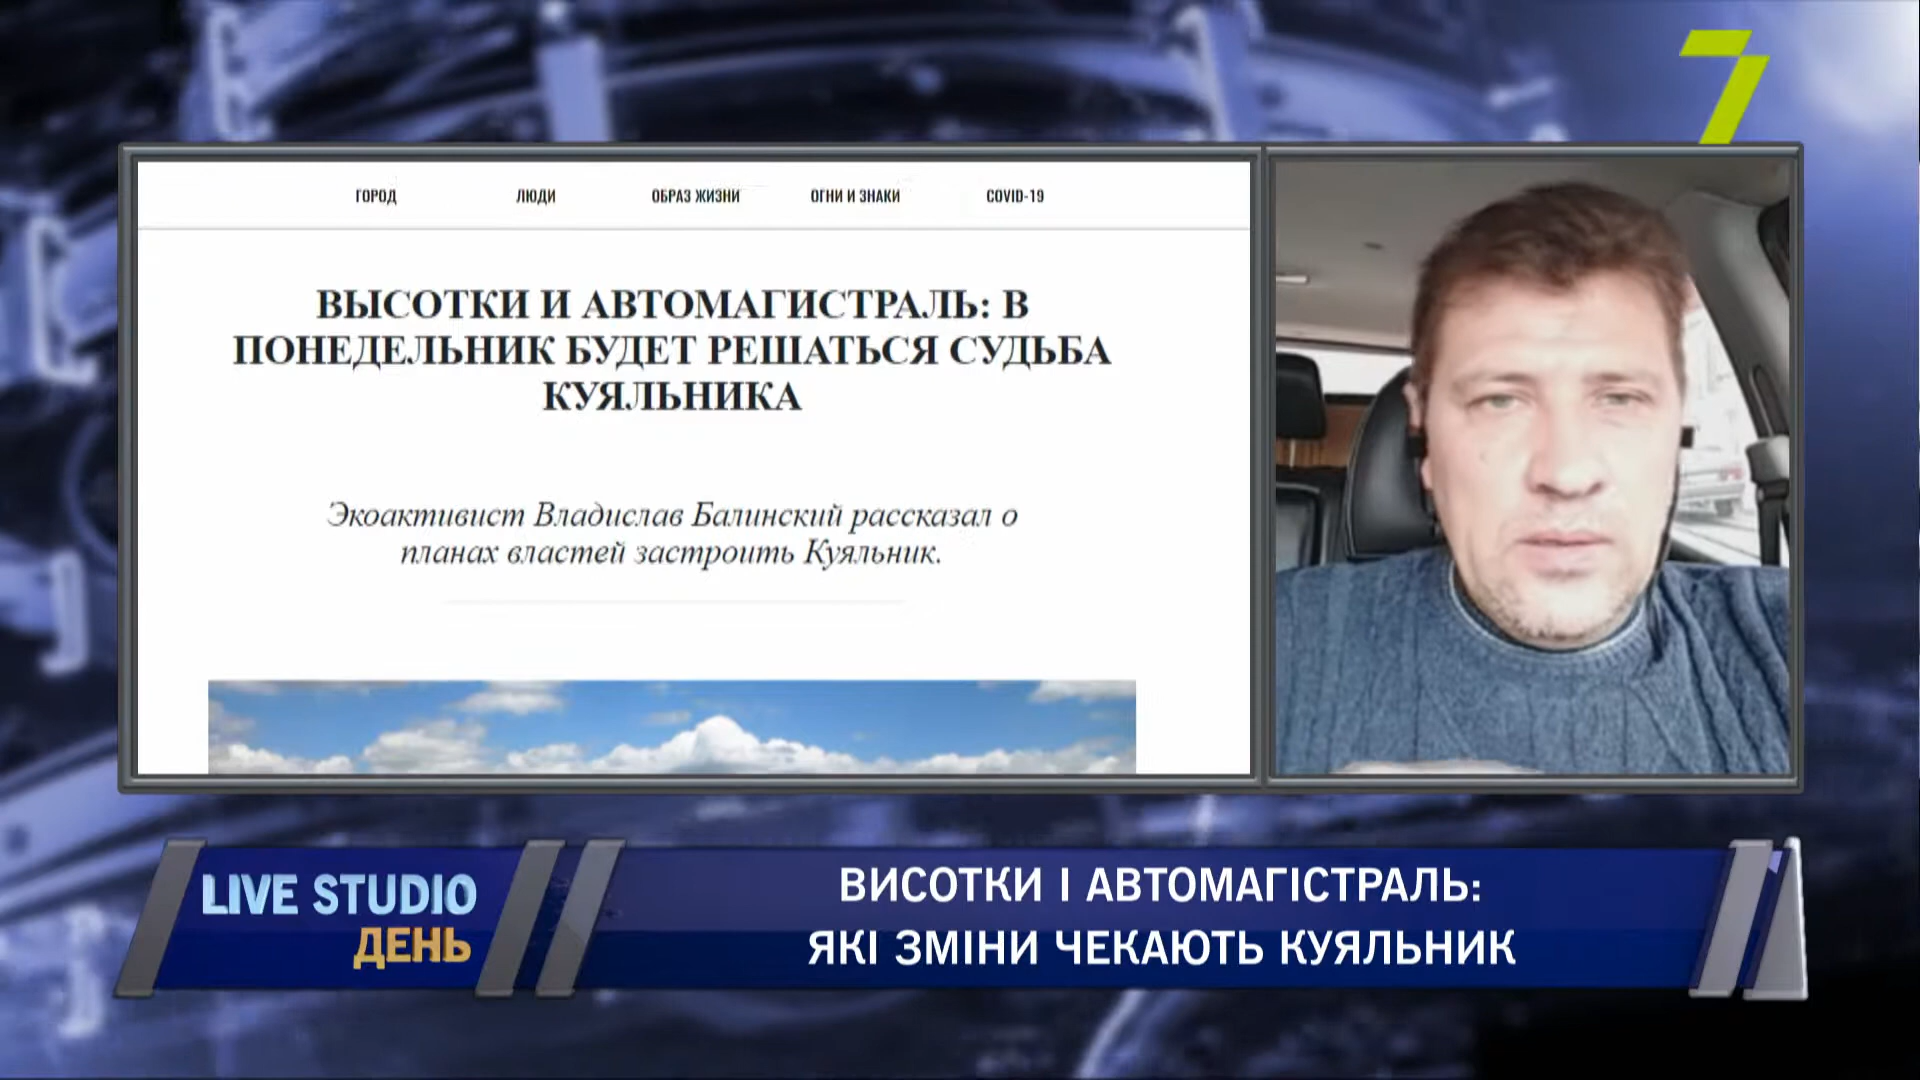 7
ГОРОД ЛЮДИ ОБРАЗ ЖИЗНИ ОГНИ И ЗНАКИ COVID-19
ВЫСОТКИ И АВТОМАГИСТРАЛЬ: В
ПОНЕДЕЛЬНИК БУДЕТ РЕШАТЬСЯ СУДЬБА
КУЯЛЬНИКА
Экоактивист Владислав Балинский рассказал о
планах властей застроить Куяльник.
LIVE STUDIO
ДЕНЬ
ВИСОТКИ І АВТОМАГІСТРАЛЬ:
ЯКІ ЗМІНИ ЧЕКАЮТЬ КУЯЛЬНИК